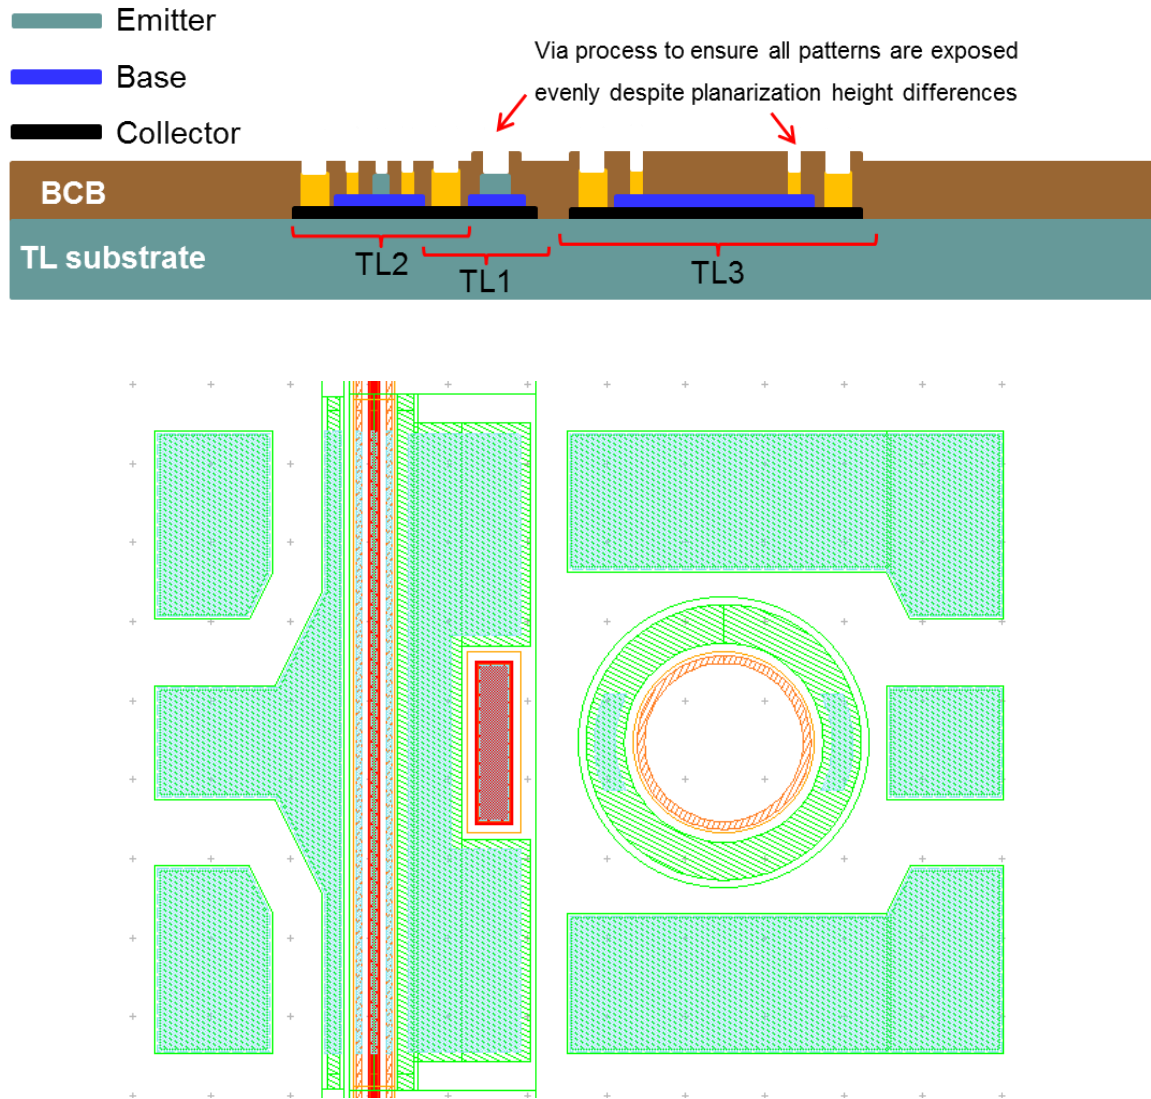 Emitter
Base
Collector
Via process to ensure all patterns are exposed
evenly despite planarization height differences
BCB
TL substrate
TL2
TL1
TL3